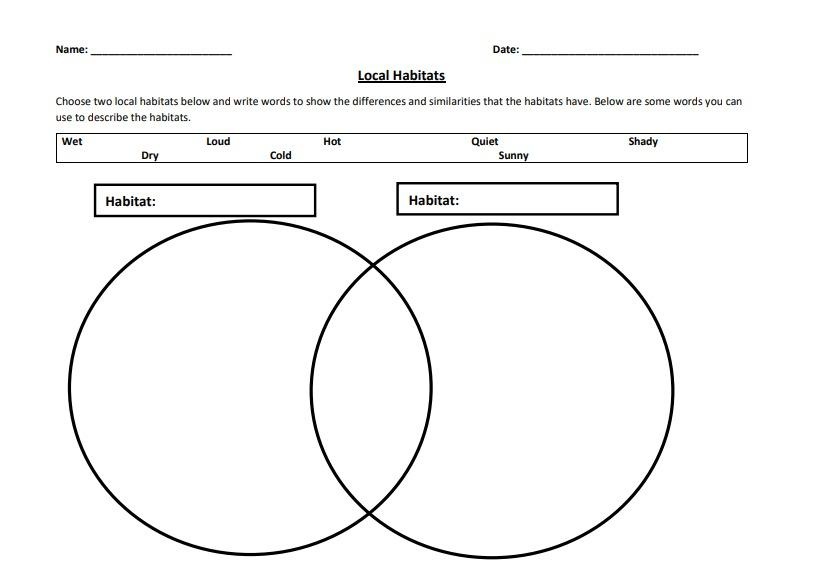 Name: ________________________ Date: ______________________________
Local Habitats
Choose two local habitats below and write words to show the differences and similarities that the habitats have. Below are some words you can
use to describe the habitats.
Wet Loud Hot Quiet Shady
Dry Cold Sunny
Habitat: Habitat: